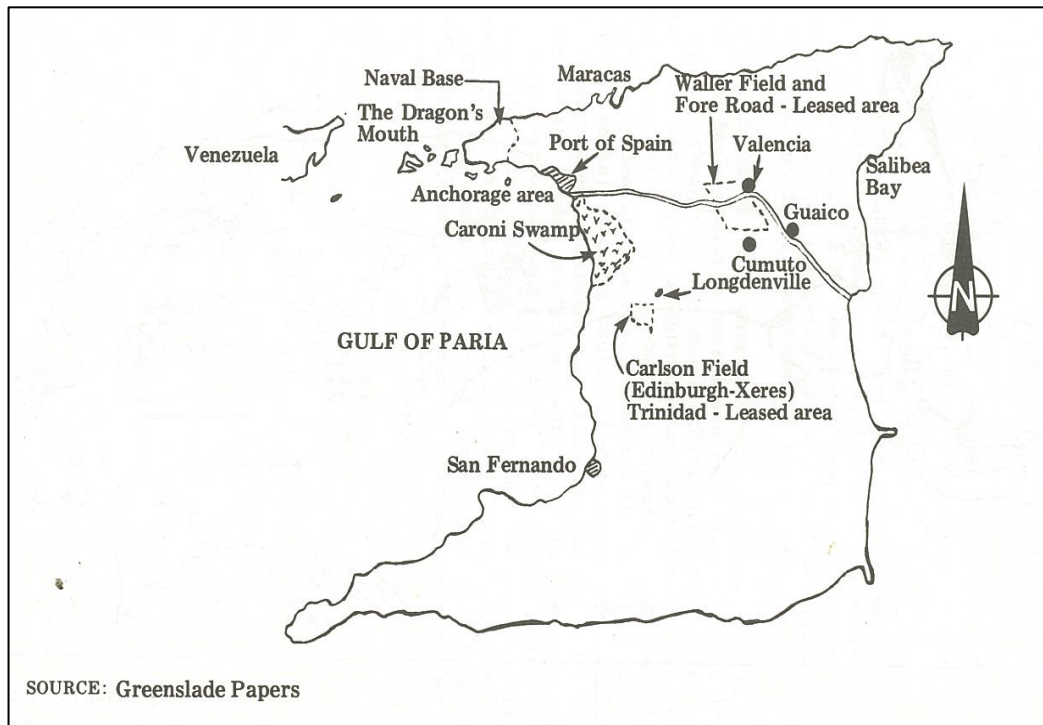 Naval Base
Maracas
Waller Field and
Fore Road - Leased area
The Dragon's
Mouth
Venezuela
Port of Spain
Valencia
Salibea
Bay
Anchorage area
Guaico
Caroni Swamp
Cumuto
Longdenville
N
GULF OF PARIA
Carlson Field
(Edinburgh-Xeres)
Trinidad - Leased area
San Fernando
SOURCE: Greenslade Papers